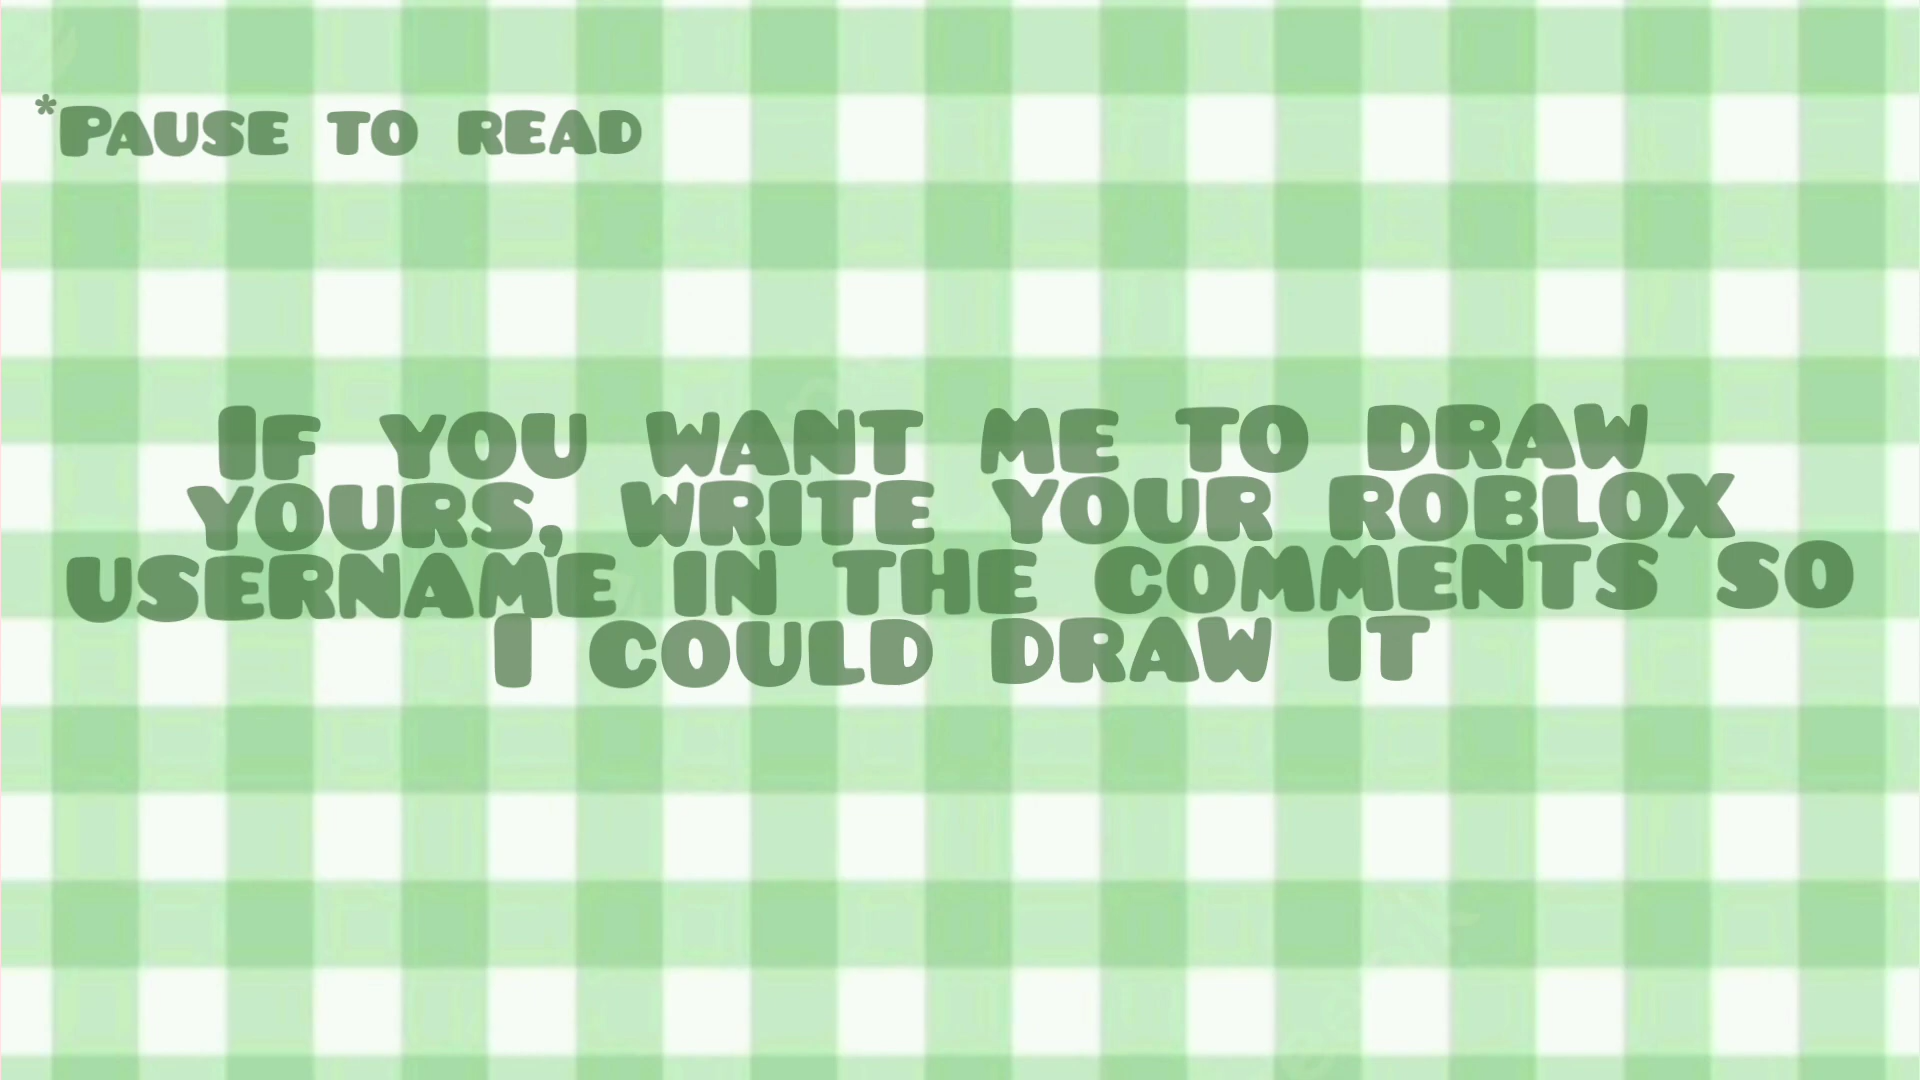 *Pause to read
If you want me to draw
yours, write your roblox
username in the comments so
I could draw it